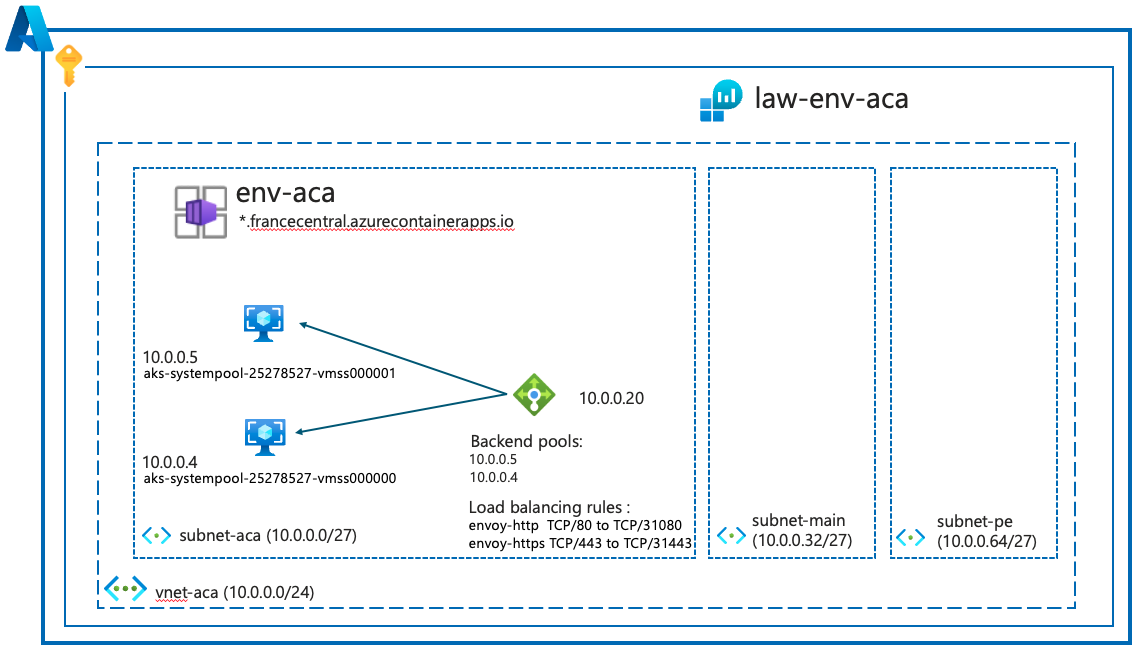 law-env-aca
env-aca
*.francecentral.azurecontainerapps.io
10.0.0.5
aks-systempool-25278527-vmss000001
10.0.0.20
Backend pools:
10.0.0.5
10.0.0.4
10.0.0.4
aks-systempool-25278527-vmss000000
Load balancing rules :
envoy-http  TCP/80 to TCP/31080
envoy-https TCP/443 to TCP/31443
subnet-aca (10.0.0.0/27)
subnet-main
(10.0.0.32/27)
subnet-pe
(10.0.0.64/27)
vnet-aca (10.0.0.0/24)